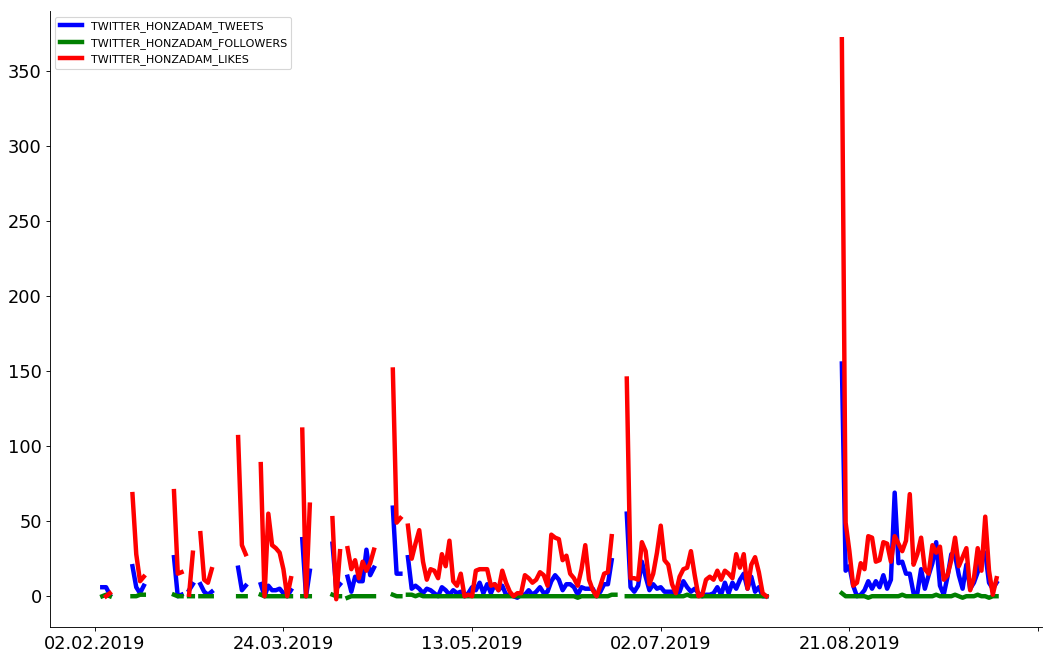 TWITTER_HONZADAM_TWEETS
TWITTER_HONZADAM_FOLLOWERS
TWITTER_HONZADAM_LIKES
350
300
250
200
150
100
50
0
02.02.2019 24.03.2019 13.05.2019 02.07.2019 21.08.2019